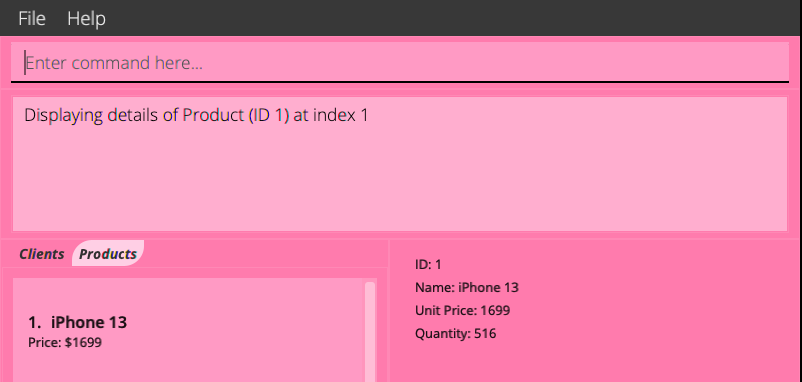 File Help
Enter command here...
Displaying details of Product (ID 1) at index 1
Clients Products
1. iPhone 13
Price: $1699
ID: 1
Name: iPhone 13
Unit Price: 1699
Quantity: 516